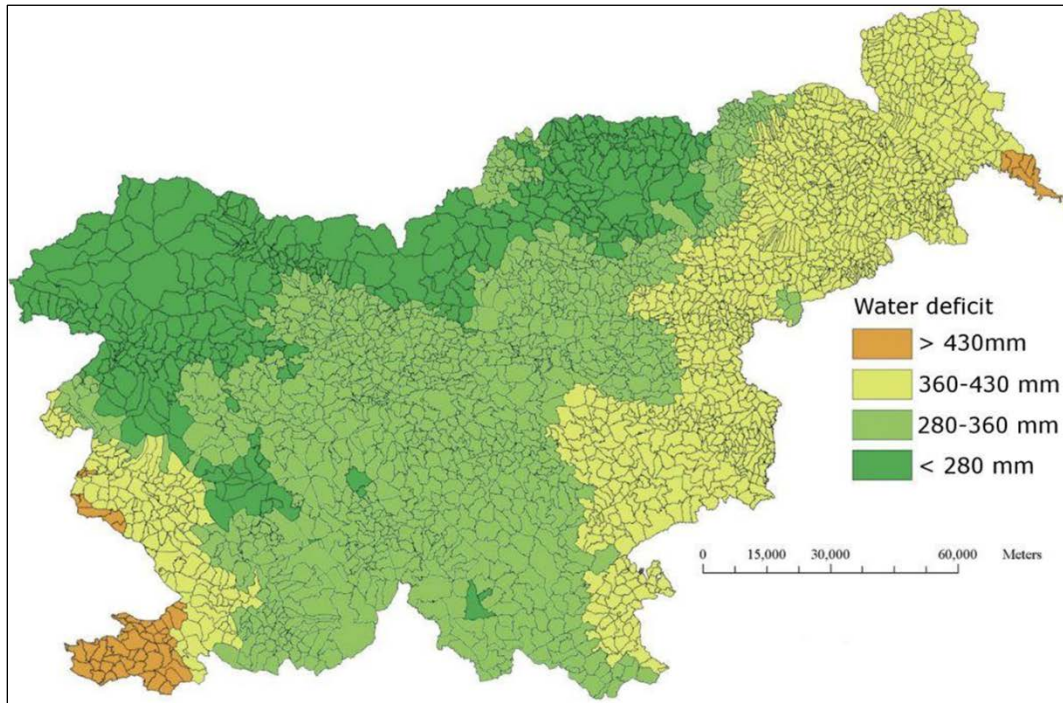 Water deficit
> 430mm
360-430 mm
280-360 mm
< 280 mm
0 15,000 30,000 60,000 Meters